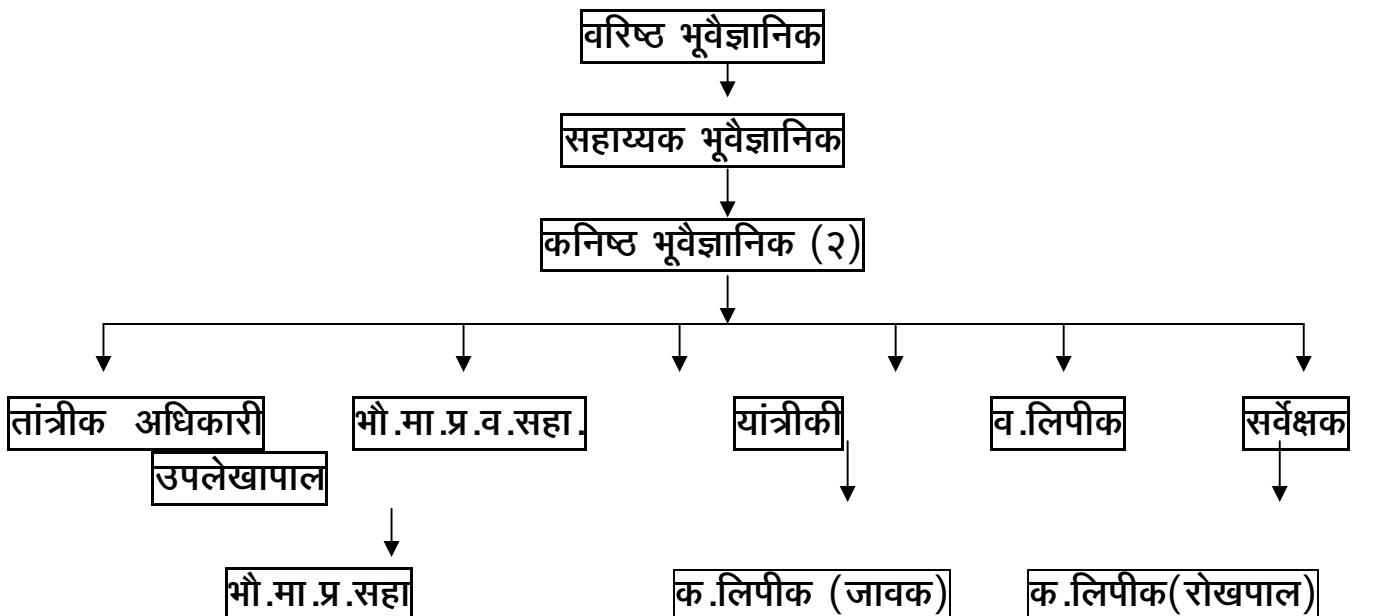 वरिष्ठ भूवैज्ञानिक
सहाय्यक भूवैज्ञानिक
कनिष्ठ भूवैज्ञानिक (२)
तांत्रीक अधिकारी भौ.मा.प्र.व.सहा. यांत्रीकी व.लिपीक सर्वेक्षक
उपलेखापाल
भौ.मा.प्र.सहा क.लिपीक (जावक) क.लिपीक(रोखपाल)